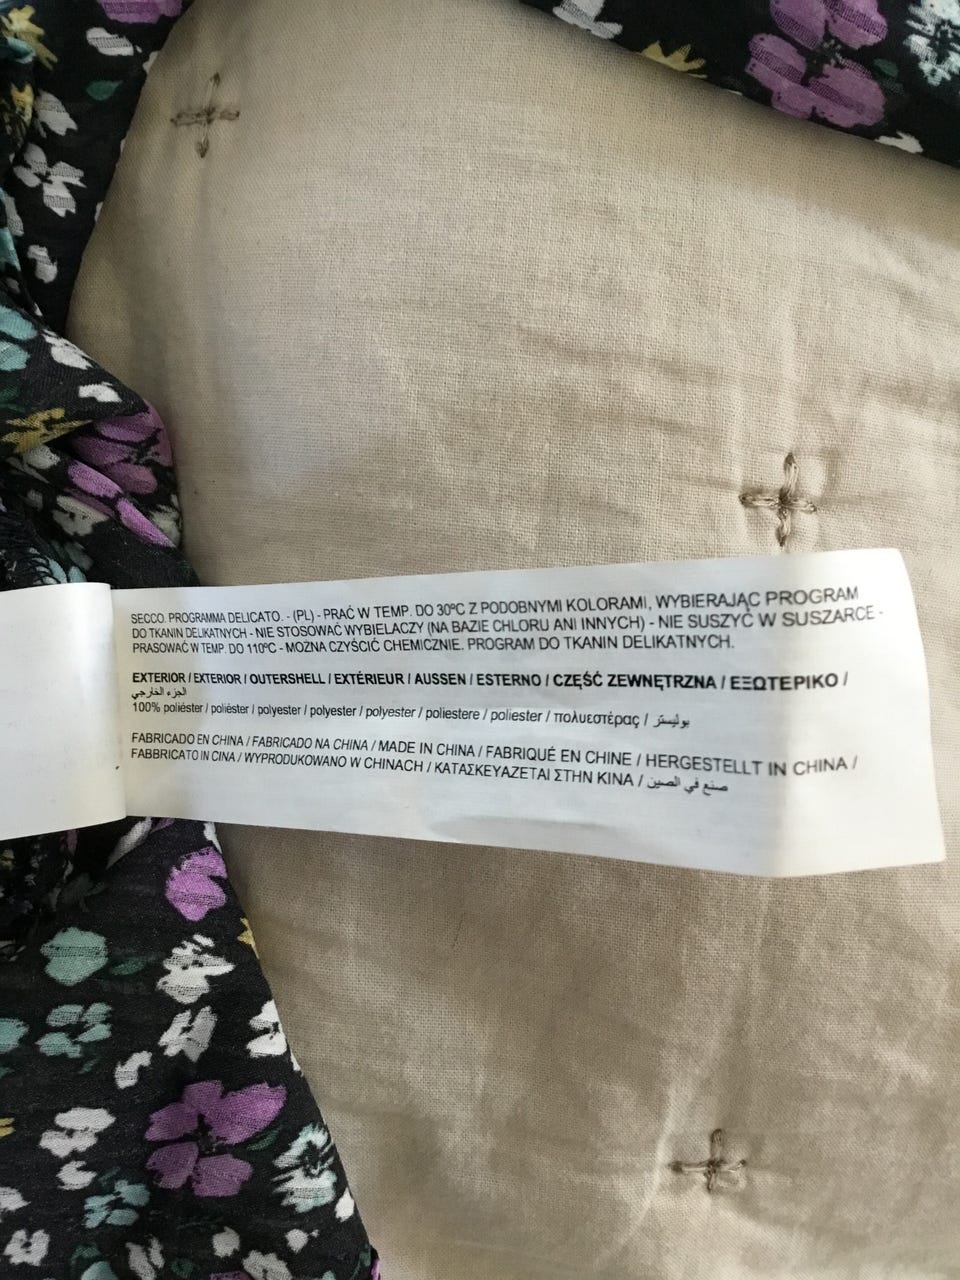 SECCO. PROGRAMMA DELICATO. - (PL) - PRAĆ W TEMP. DO 30ºC Z PODOBNYMI KOLORAMI, WYBIERAJĄC PROGRAM
DO TKANIN DELIKATNYCH - NIE STOSOWAĆ WYBIELACZY (NA BAZIE CHLORU ANI INNYCH) - NIE SUSZYĆ W SUSZARCE -
PRASOWAĆ W TEMP. DO 110ºC - MOZNA CZYŚCIĆ CHEMICZNIE. PROGRAM DO TKANIN DELIKATNYCH.
EXTERIOR / EXTERIOR / OUTERSHELL / EXTÉRIEUR / AUSSEN / ESTERNO / CZĘŚĆ ZEWNĘTRZNA / ΕΞΩΤΕΡΙΚΟ /
الجزء الخارجي
100% poliéster / poliéster / polyester / polyester / polyester / poliestere / poliester / πολυεστέρας / بوليستر
FABRICADO EN CHINA / FABRICADO NA CHINA / MADE IN CHINA / FABRIQUÉ EN CHINE / HERGESTELLT IN CHINA /
FABBRICATO IN CINA / WYPRODUKOWANO W CHINACH / ΚΑΤΑΣΚΕΥΑΖΕΤΑΙ ΣΤΗΝ ΚΙΝΑ / صنع في الصين